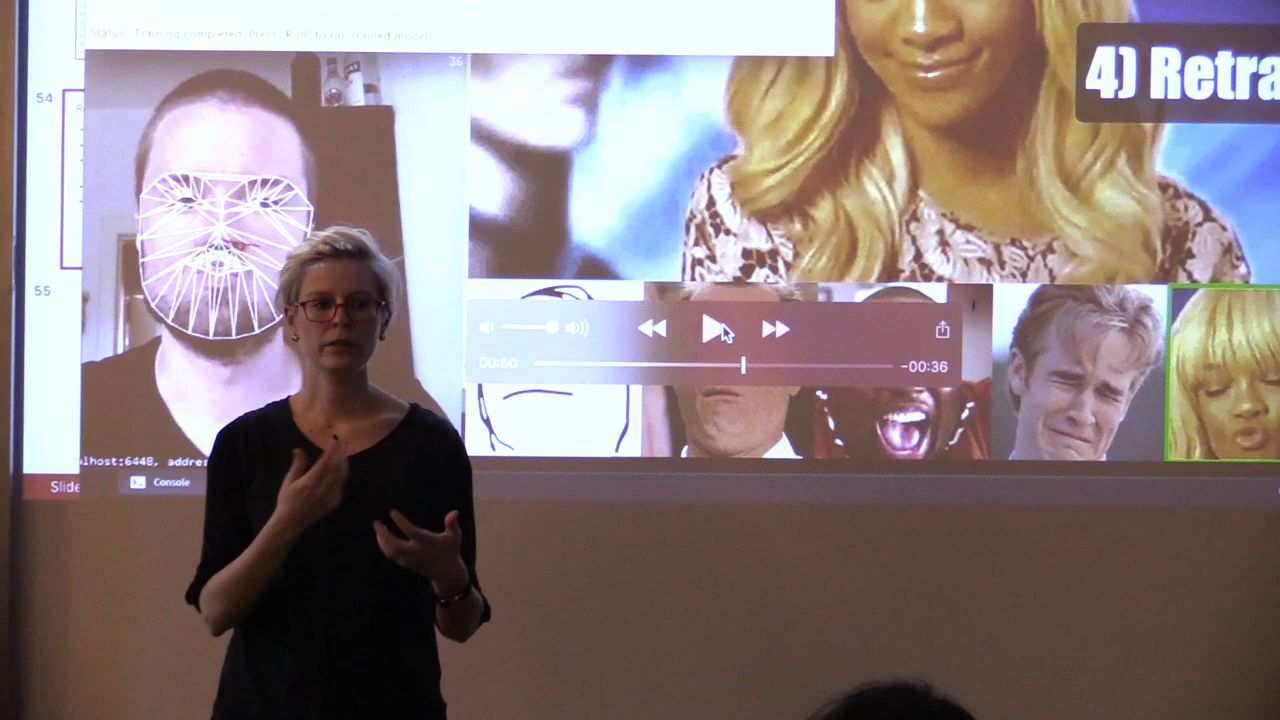 Status: Training completed. Press "Run" to run trained models
36
4) Retra
54
55
00:50
-00:36
lhost:6448, addres
Slide
Console